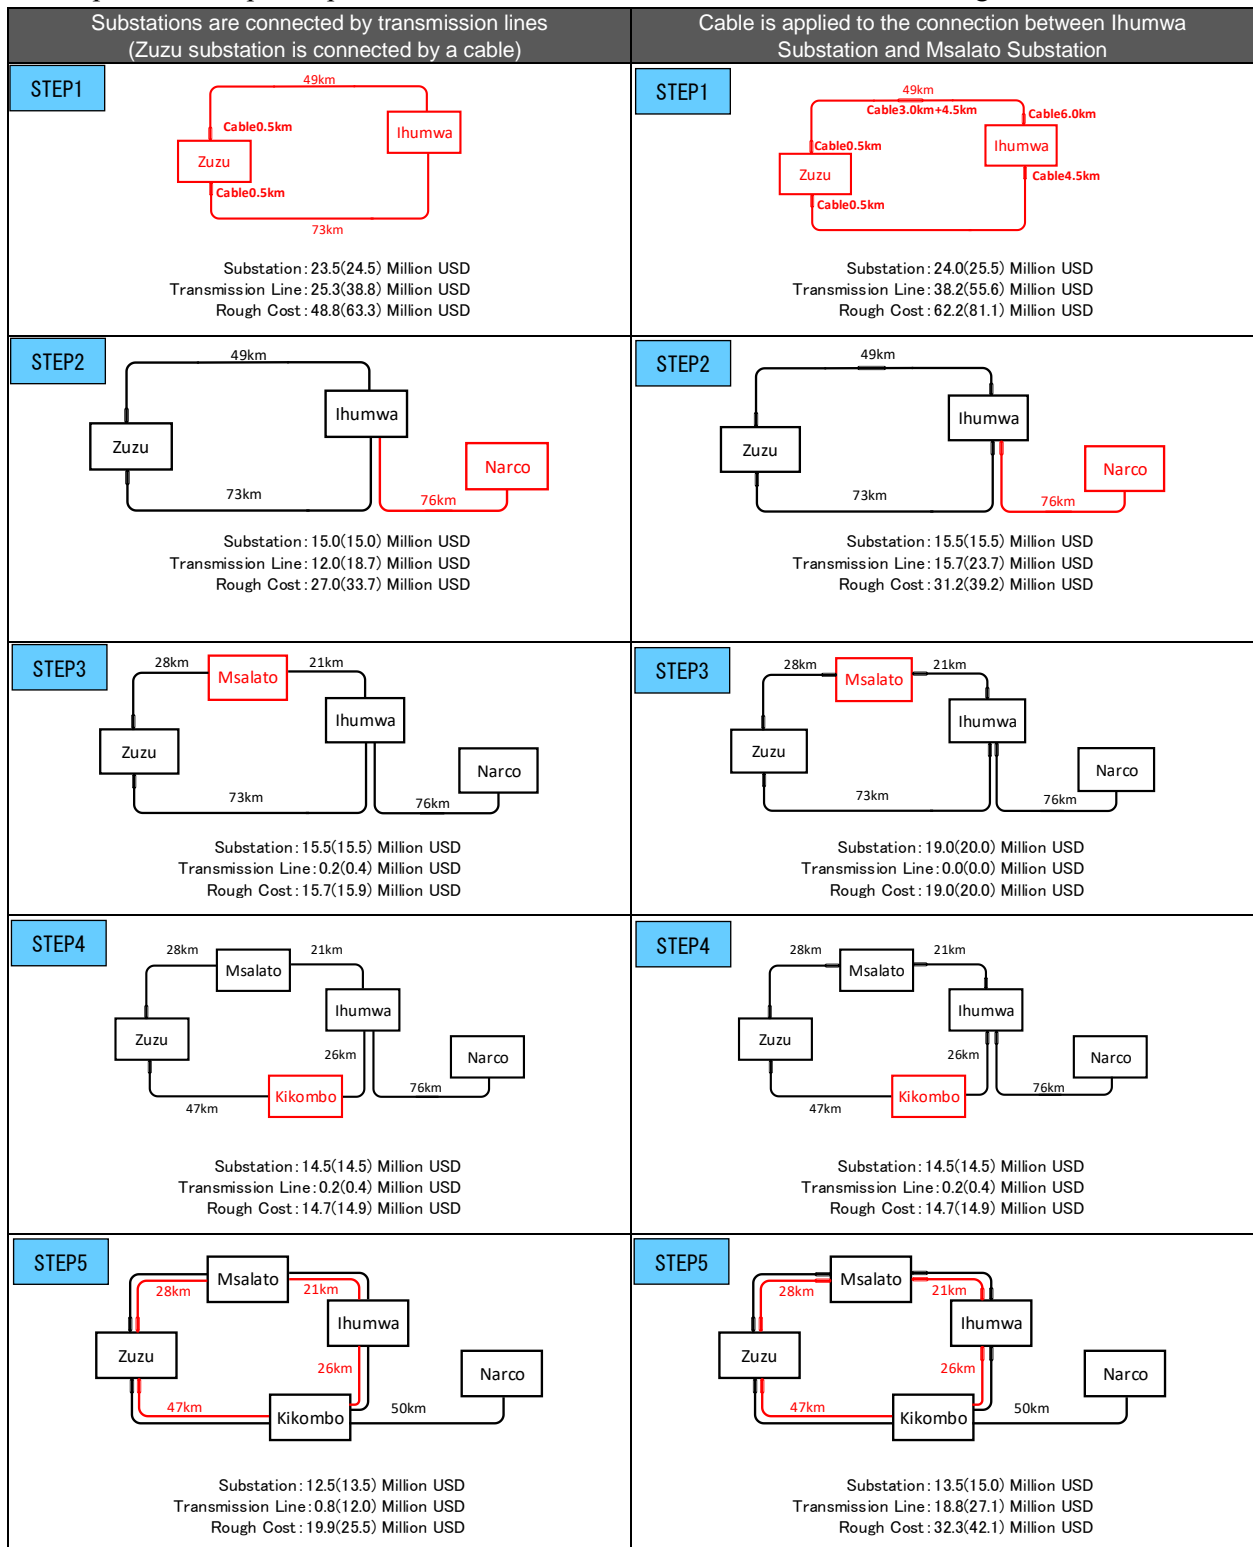 Substations are connected by transmission lines
(Zuzu substation is connected by a cable)
Cable is applied to the connection between Ihumwa
Substation and Msalato Substation
STEP1
49km
Cable0.5km
Ihumwa
Zuzu
Cable0.5km
73km
Substation:23.5(24.5) Million USD
Transmission Line:25.3(38.8) Million USD
Rough Cost:48.8(63.3) Million USD
STEP1
49km
Cable3.0km+4.5km
Cable6.0km
Cable0.5km
Ihumwa
Zuzu
Cable4.5km
Cable0.5km
Substation:24.0(25.5) Million USD
Transmission Line:38.2(55.6) Million USD
Rough Cost:62.2(81.1) Million USD
STEP2
49km
Ihumwa
Zuzu
Narco
73km
76km
Substation:15.0(15.0) Million USD
Transmission Line:12.0(18.7) Million USD
Rough Cost:27.0(33.7) Million USD
STEP2
49km
Ihumwa
Zuzu
Narco
73km
76km
Substation:15.5(15.5) Million USD
Transmission Line:15.7(23.7) Million USD
Rough Cost:31.2(39.2) Million USD
STEP3
28km
Msalato
21km
Ihumwa
Zuzu
Narco
73km
76km
Substation:15.5(15.5) Million USD
Transmission Line:0.2(0.4) Million USD
Rough Cost:15.7(15.9) Million USD
STEP3
28km
Msalato
21km
Ihumwa
Zuzu
Narco
73km
76km
Substation:19.0(20.0) Million USD
Transmission Line:0.0(0.0) Million USD
Rough Cost:19.0(20.0) Million USD
STEP4
28km
Msalato
21km
Ihumwa
Zuzu
26km
Narco
Kikombo
76km
47km
Substation:14.5(14.5) Million USD
Transmission Line:0.2(0.4) Million USD
Rough Cost:14.7(14.9) Million USD
STEP4
28km
Msalato
21km
Ihumwa
Zuzu
26km
Narco
Kikombo
76km
47km
Substation:14.5(14.5) Million USD
Transmission Line:0.2(0.4) Million USD
Rough Cost:14.7(14.9) Million USD
STEP5
Msalato
28km
21km
Ihumwa
Zuzu
26km
Narco
47km
Kikombo
50km
Substation:12.5(13.5) Million USD
Transmission Line:0.8(12.0) Million USD
Rough Cost:19.9(25.5) Million USD
STEP5
Msalato
28km
21km
Ihumwa
Zuzu
26km
Narco
47km
Kikombo
50km
Substation:13.5(15.0) Million USD
Transmission Line:18.8(27.1) Million USD
Rough Cost:32.3(42.1) Million USD